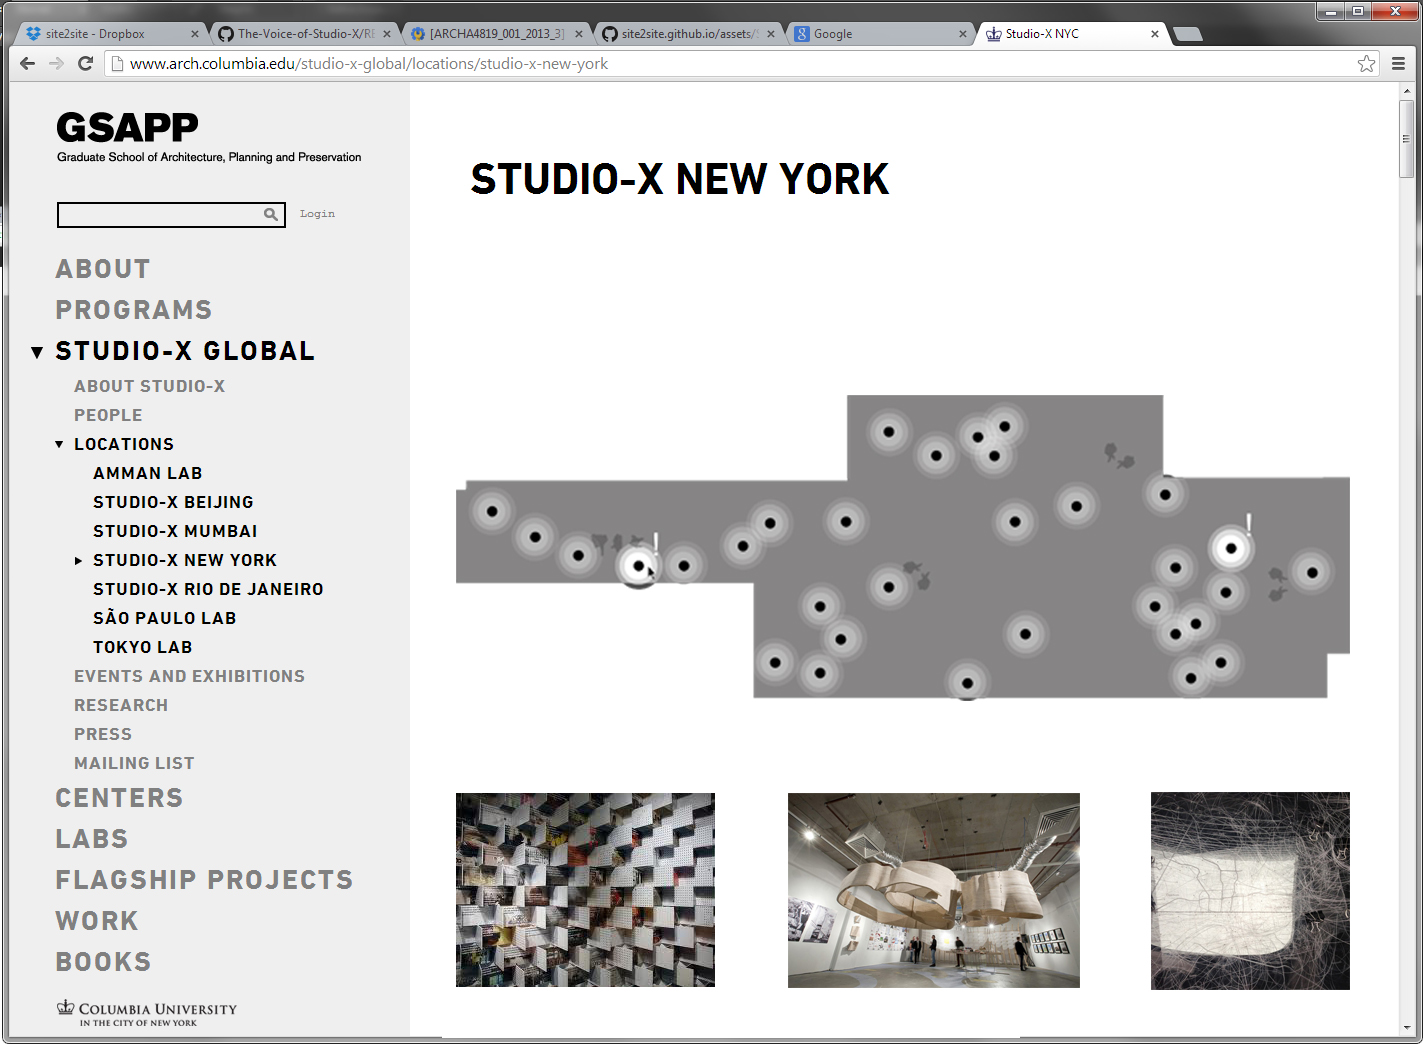 site2site - Dropbox
The-Voice-of-Studio-X/RE
[ARCHA4819_001_2013_3]
site2site.github.io/assets/
Google
Studio-X NYC
www.arch.columbia.edu/studio-x-global/locations/studio-x-new-york
GSAPP
Graduate School of Architecture, Planning and Preservation
Login
ABOUT
PROGRAMS
STUDIO-X GLOBAL
ABOUT STUDIO-X
PEOPLE
LOCATIONS
AMMAN LAB
STUDIO-X BEIJING
STUDIO-X MUMBAI
STUDIO-X NEW YORK
STUDIO-X RIO DE JANEIRO
SÃO PAULO LAB
TOKYO LAB
EVENTS AND EXHIBITIONS
RESEARCH
PRESS
MAILING LIST
CENTERS
LABS
FLAGSHIP PROJECTS
WORK
BOOKS
COLUMBIA UNIVERSITY
IN THE CITY OF NEW YORK
STUDIO-X NEW YORK
!
!